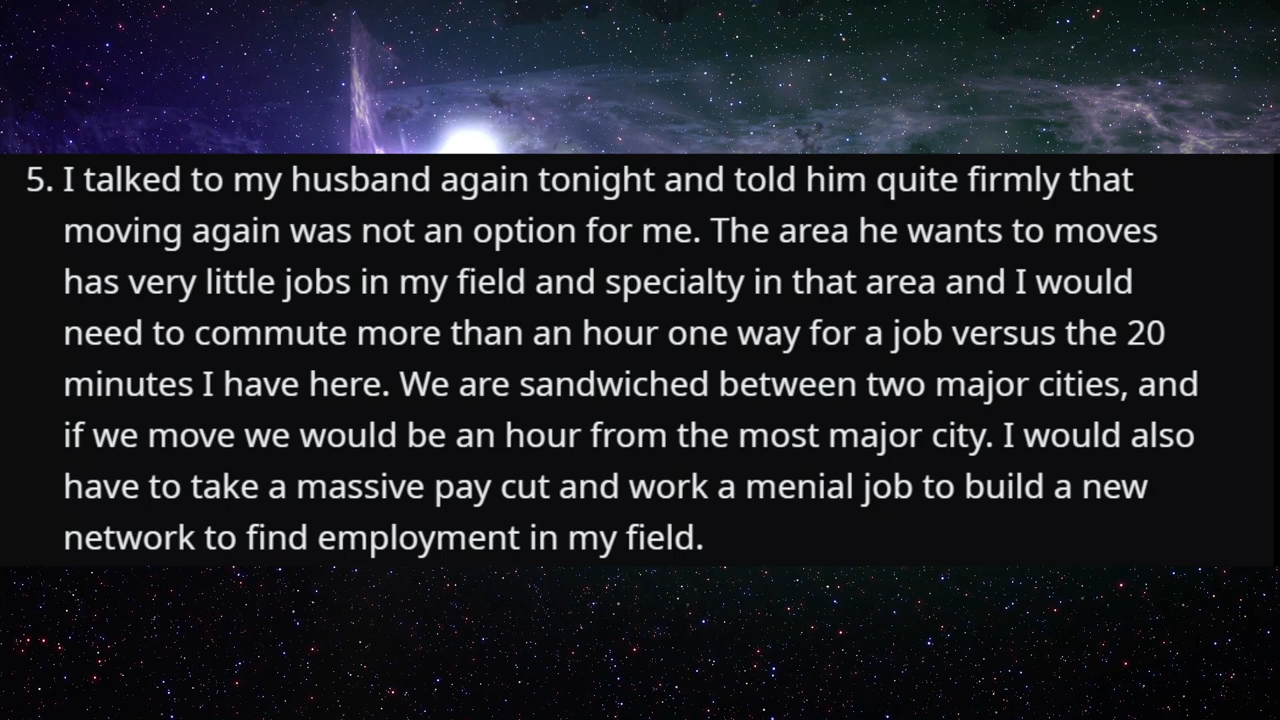 5. I talked to my husband again tonight and told him quite firmly that
moving again was not an option for me. The area he wants to moves
has very little jobs in my field and specialty in that area and I would
need to commute more than an hour one way for a job versus the 20
minutes I have here. We are sandwiched between two major cities, and
if we move we would be an hour from the most major city. I would also
have to take a massive pay cut and work a menial job to build a new
network to find employment in my field.